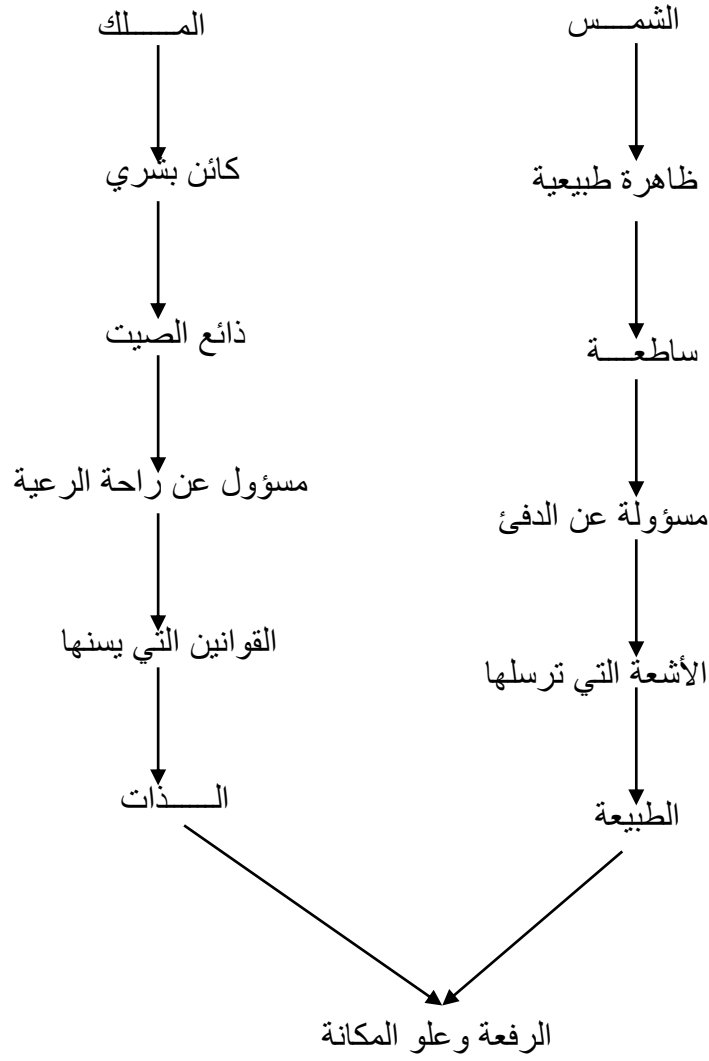 الشمس
الملك
ظاهرة طبيعية
كائن بشري
ساطعة
ذائع الصيت
مسؤولة عن الدفئ
مسؤول عن راحة الرعية
الأشعة التي ترسلها
القوانين التي يسنها
الطبيعة
الذات
الرفعة وعلو المكانة